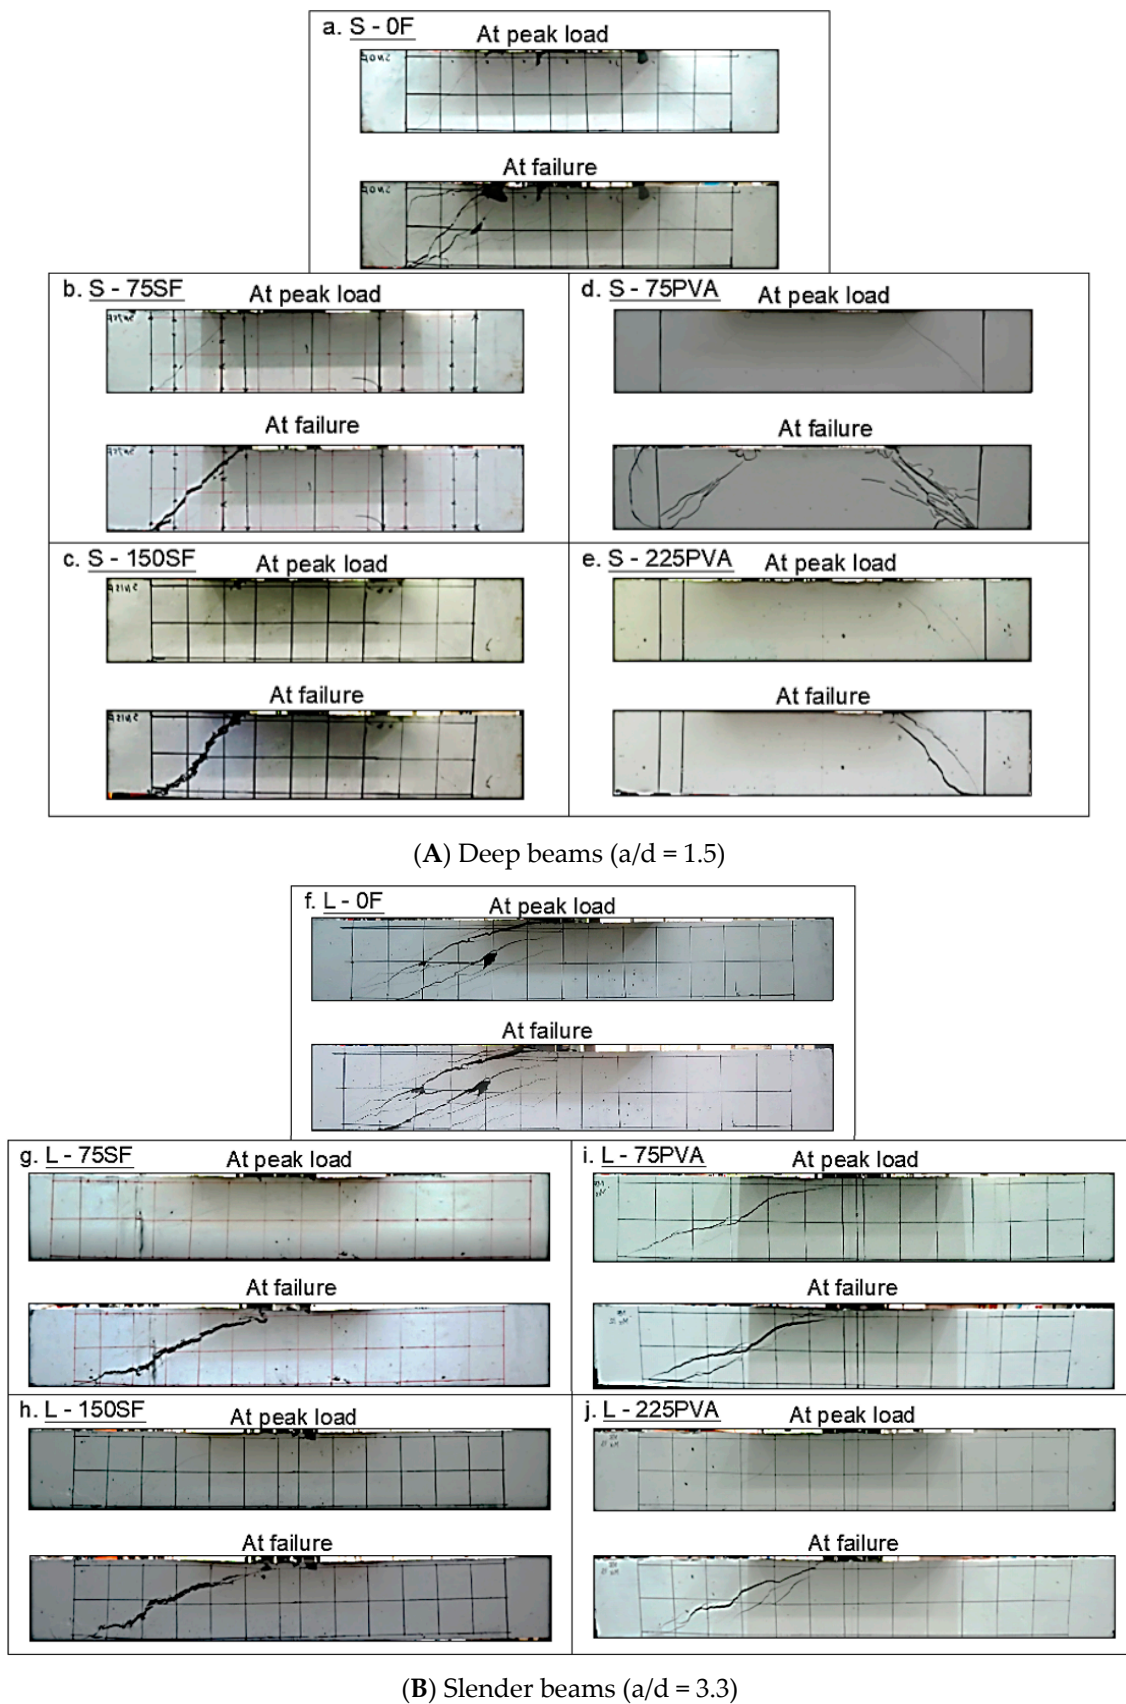 a. S - 0F
At peak load
At failure
b. S - 75SF
At peak load
At failure
d. S - 75PVA
At peak load
At failure
c. S - 150SF
At peak load
At failure
e. S - 225PVA
At peak load
At failure
(A) Deep beams (a/d = 1.5)
f. L - 0F
At peak load
At failure
g. L - 75SF
At peak load
At failure
i. L - 75PVA
At peak load
At failure
h. L - 150SF
At peak load
At failure
j. L - 225PVA
At peak load
At failure
(B) Slender beams (a/d = 3.3)